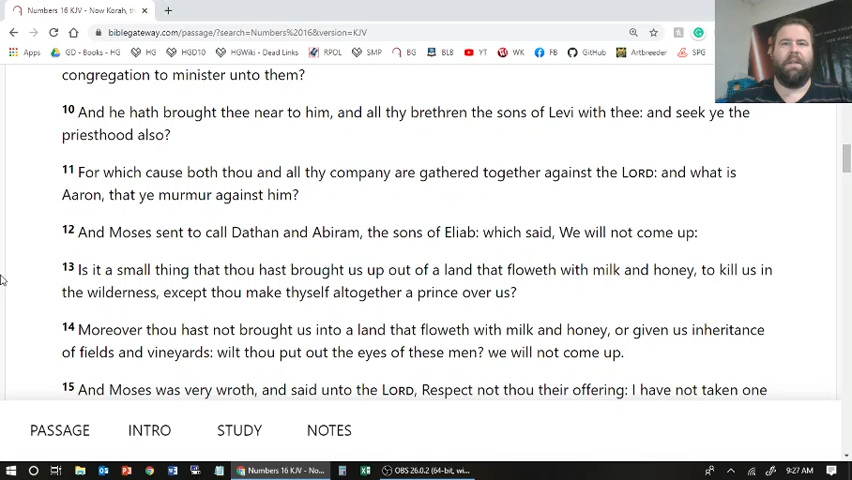 Numbers 16 KJV - Now Korah, th
biblegateway.com/passage/?search=Numbers%2016&version=KJV
Apps GD - Books - HG HG HGD10 HGWiki - Dead Links RPOL SMP BG BLB YT WK FB GitHub Artbreeder SPG
congregation to minister unto them?
10 And he hath brought thee near to him, and all thy brethren the sons of Levi with thee: and seek ye the
priesthood also?
11 For which cause both thou and all thy company are gathered together against the LORD: and what is
Aaron, that ye murmur against him?
12 And Moses sent to call Dathan and Abiram, the sons of Eliab: which said, We will not come up:
13 Is it a small thing that thou hast brought us up out of a land that floweth with milk and honey, to kill us in
the wilderness, except thou make thyself altogether a prince over us?
14 Moreover thou hast not brought us into a land that floweth with milk and honey, or given us inheritance
of fields and vineyards: wilt thou put out the eyes of these men? we will not come up.
15 And Moses was very wroth, and said unto the LORD, Respect not thou their offering: I have not taken one
PASSAGE INTRO STUDY NOTES
Numbers 16 KJV - No... OBS 26.0.2 (64-bit, wi... 9:27 AM